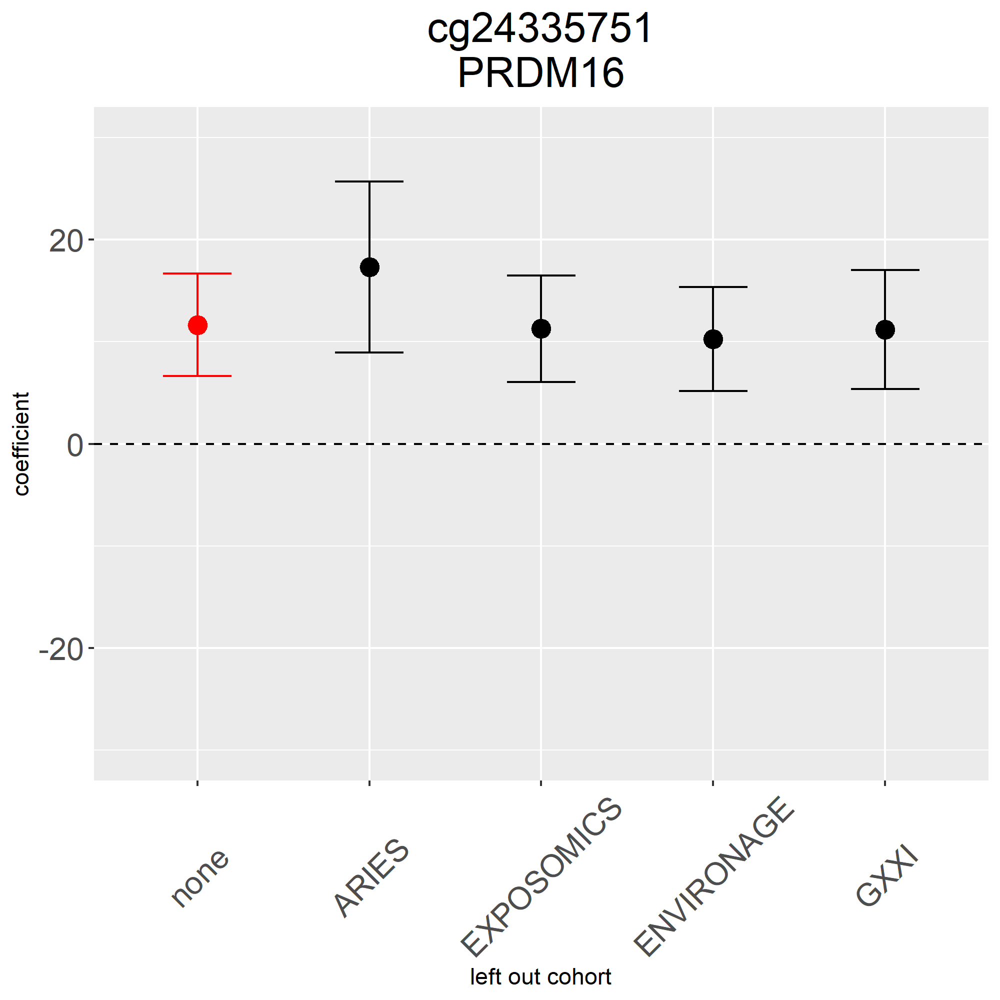 cg24335751
PRDM16
coefficient
20
0
-20
none
ARIES
EXPOSOMICS
ENVIRONAGE
GXXI
left out cohort